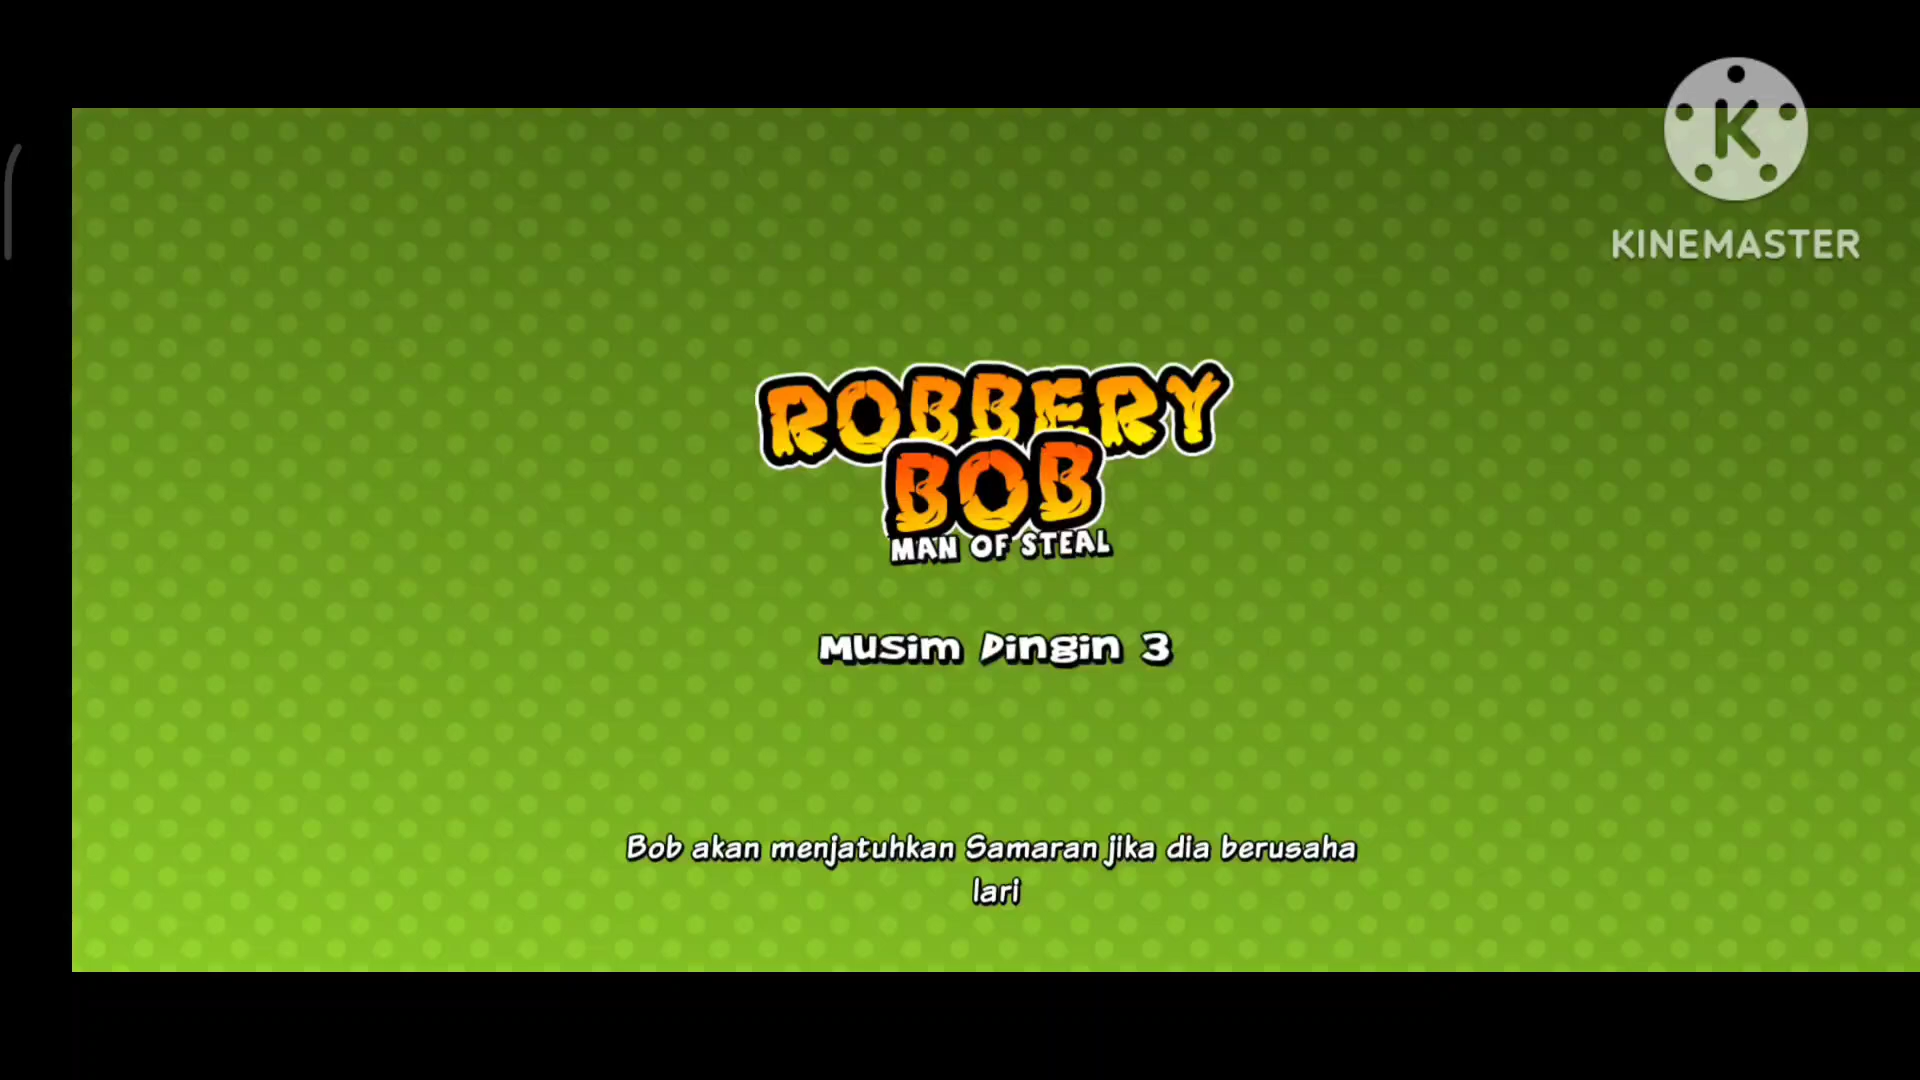 K
KINEMASTER
ROBBERY
BOB
MAN OF STEAL
Musim Dingin 3
Bob akan menjatuhkan Samaran jika dia berusaha
lari